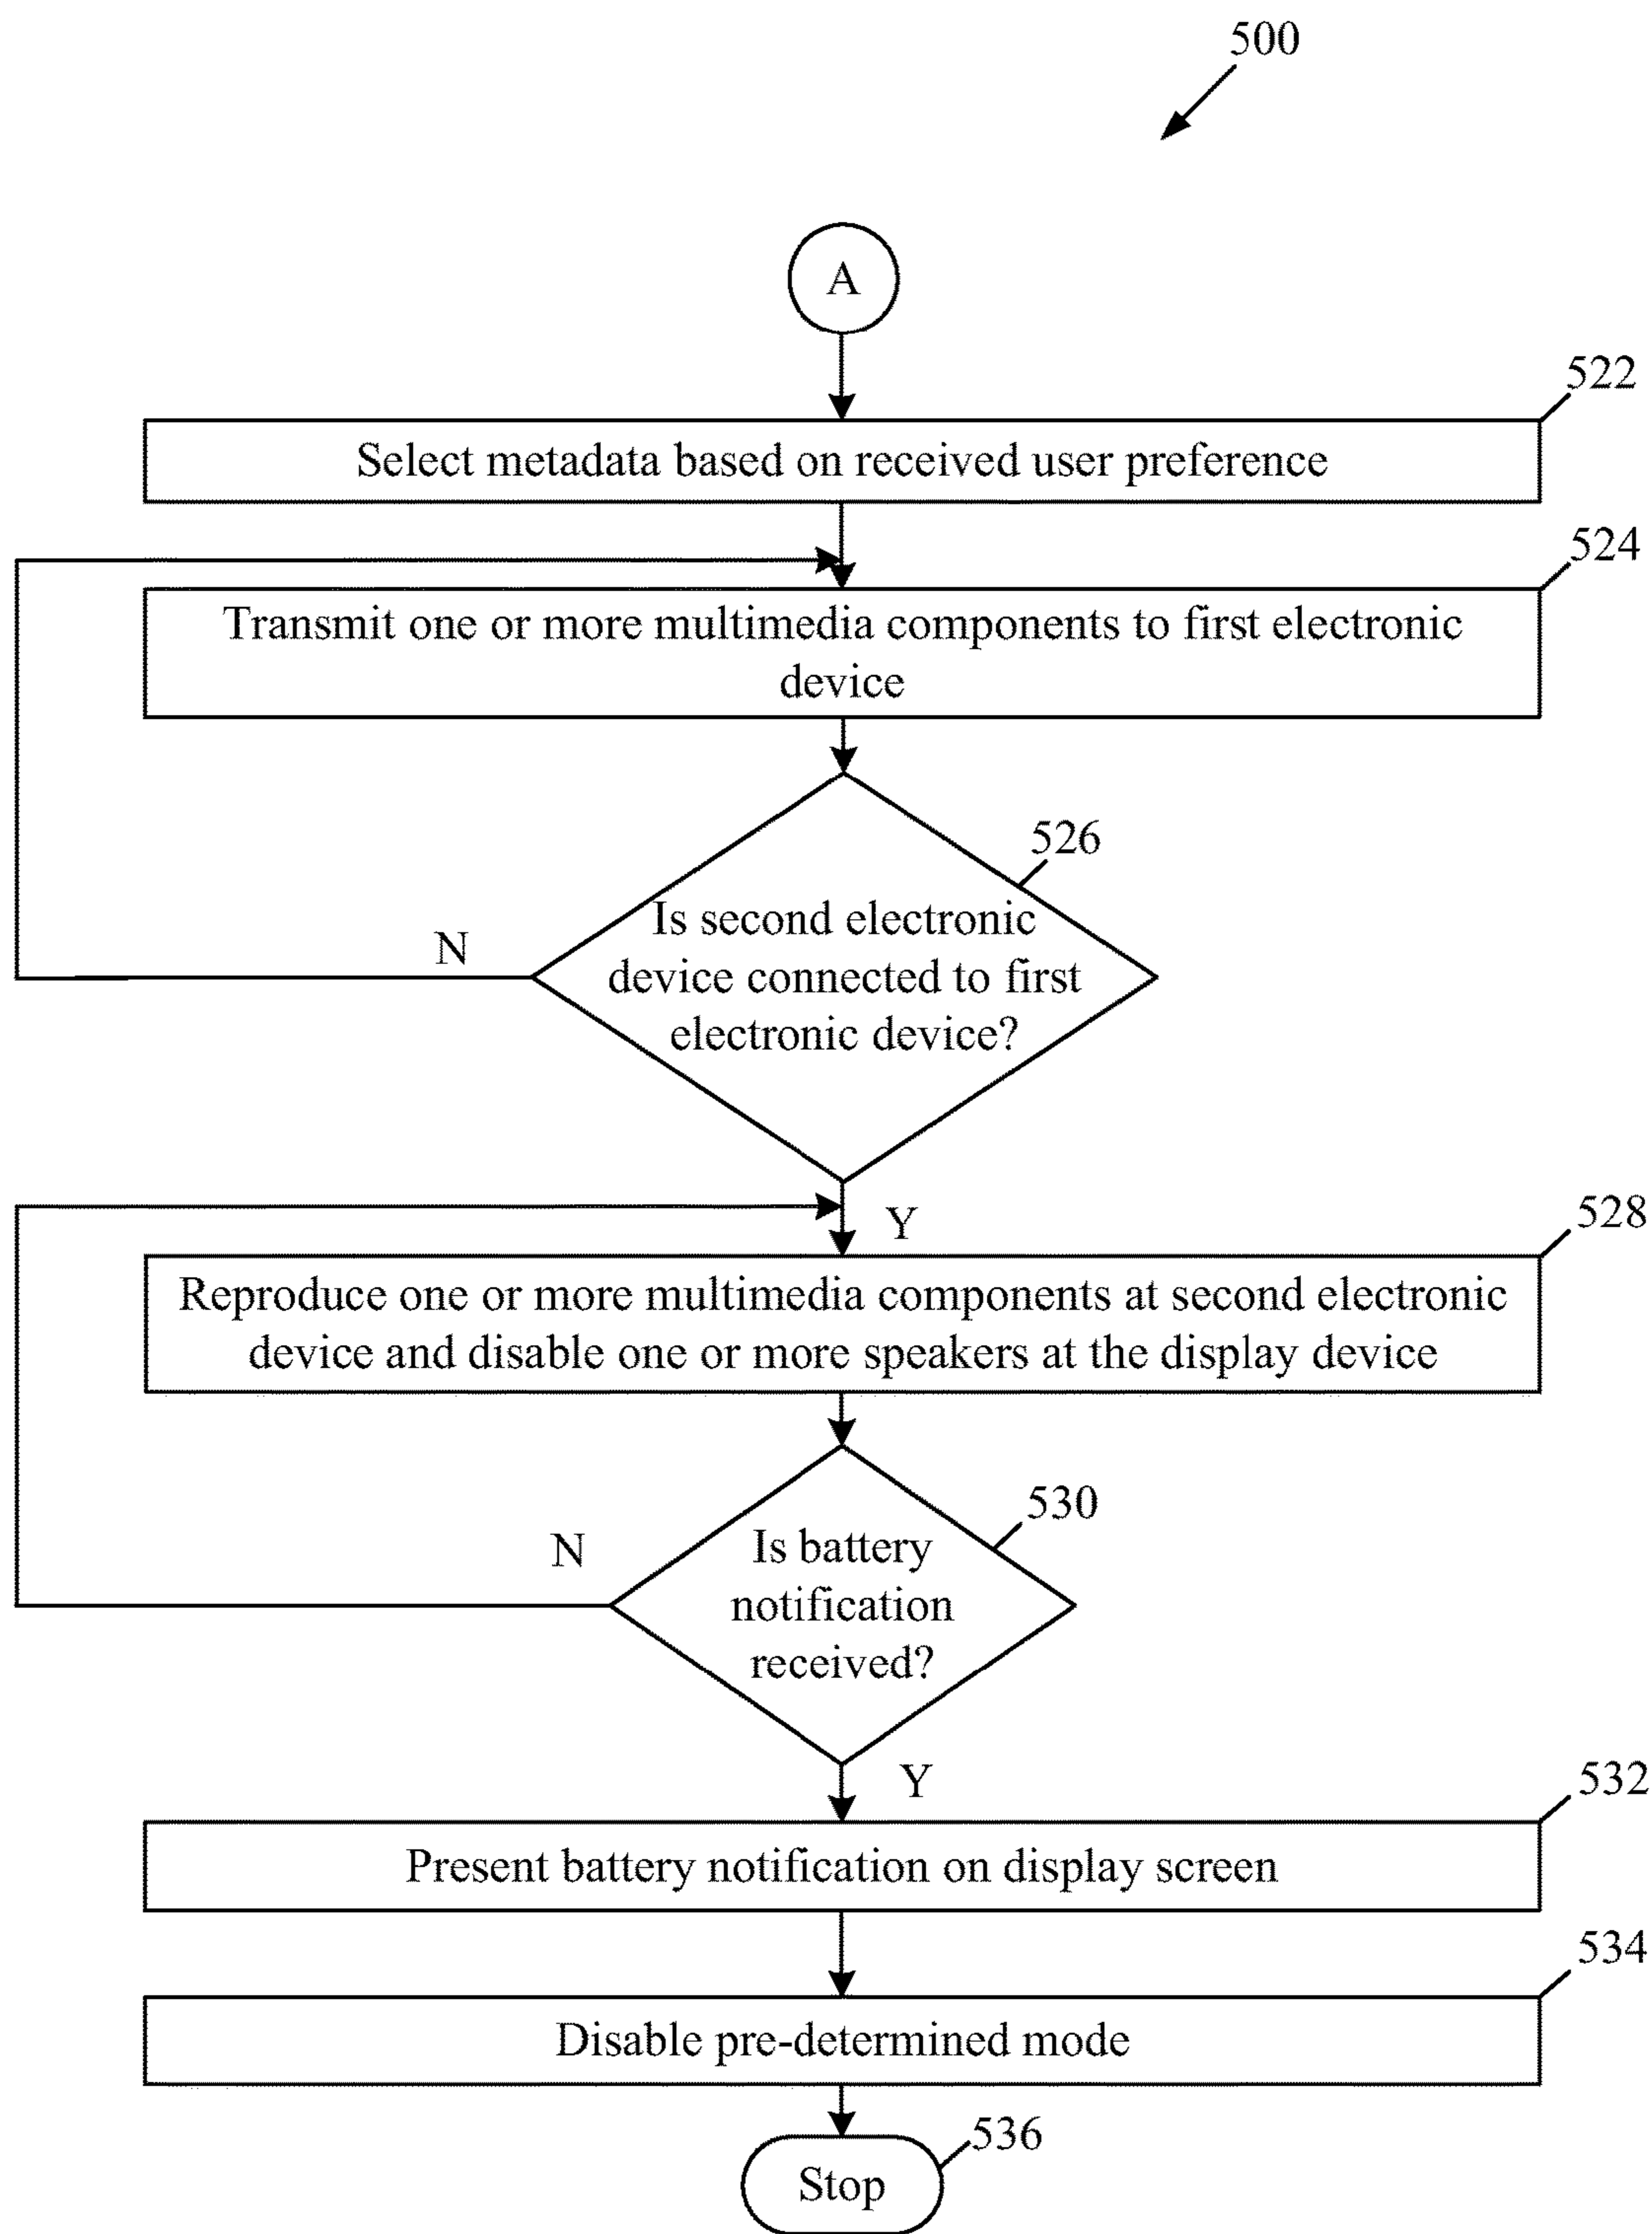 500
A
522
Select metadata based on received user preference
524
Transmit one or more multimedia components to first electronic
device
526
Is second electronic
device connected to first
electronic device?
N
Y
528
Reproduce one or more multimedia components at second electronic
device and disable one or more speakers at the display device
530
Is battery
notification
received?
N
Y
532
Present battery notification on display screen
534
Disable pre-determined mode
536
Stop